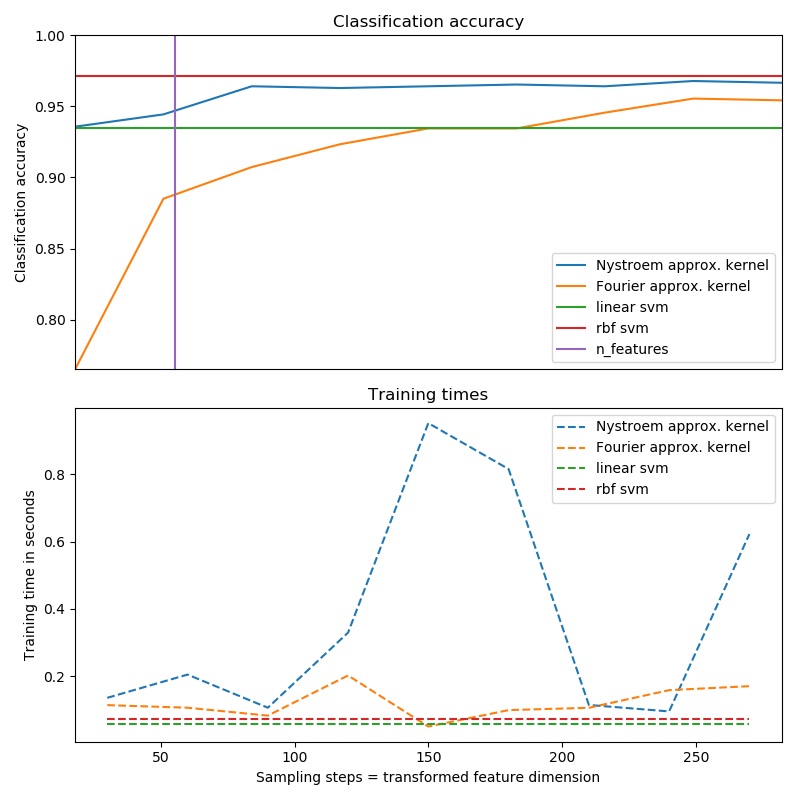 Classification accuracy
1.00
0.95
0.90
0.85
0.80
Classification accuracy
Nystroem approx. kernel
Fourier approx. kernel
linear svm
rbf svm
n_features
Training times
0.8
0.6
0.4
0.2
Training time in seconds
Nystroem approx. kernel
Fourier approx. kernel
linear svm
rbf svm
50 100 150 200 250
Sampling steps = transformed feature dimension